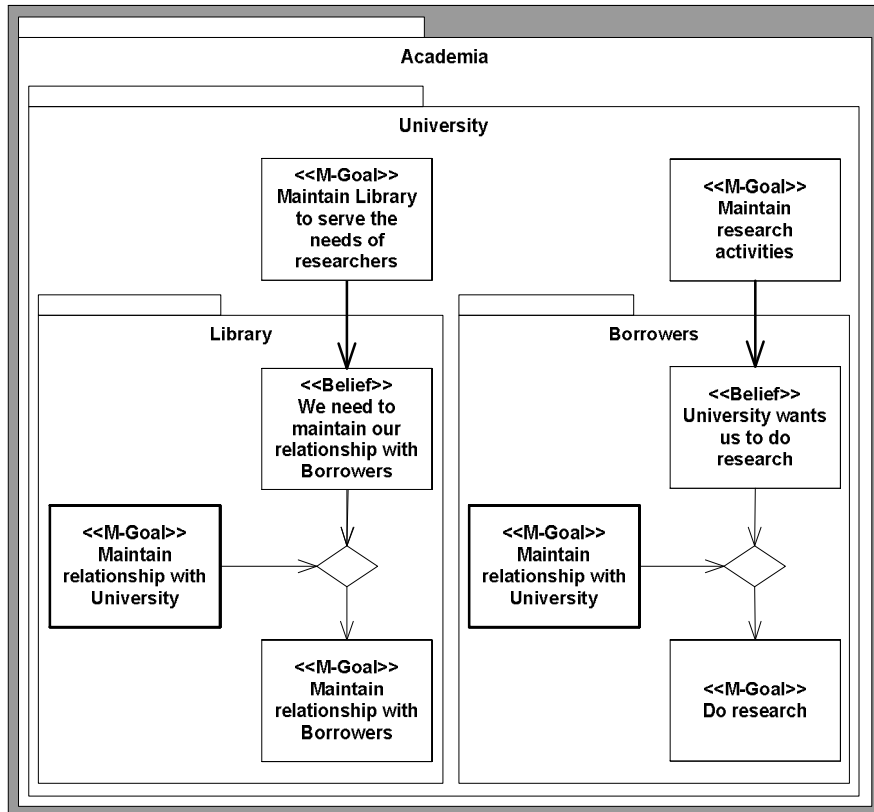 Academia
University
<<M-Goal>>
Maintain Library
to serve the
needs of
researchers
<<M-Goal>>
Maintain
research
activities
Library
<<Belief>>
We need to
maintain our
relationship with
Borrowers
<<M-Goal>>
Maintain
relationship with
University
<<M-Goal>>
Maintain
relationship with
Borrowers
Borrowers
<<Belief>>
University wants
us to do
research
<<M-Goal>>
Maintain
relationship with
University
<<M-Goal>>
Do research